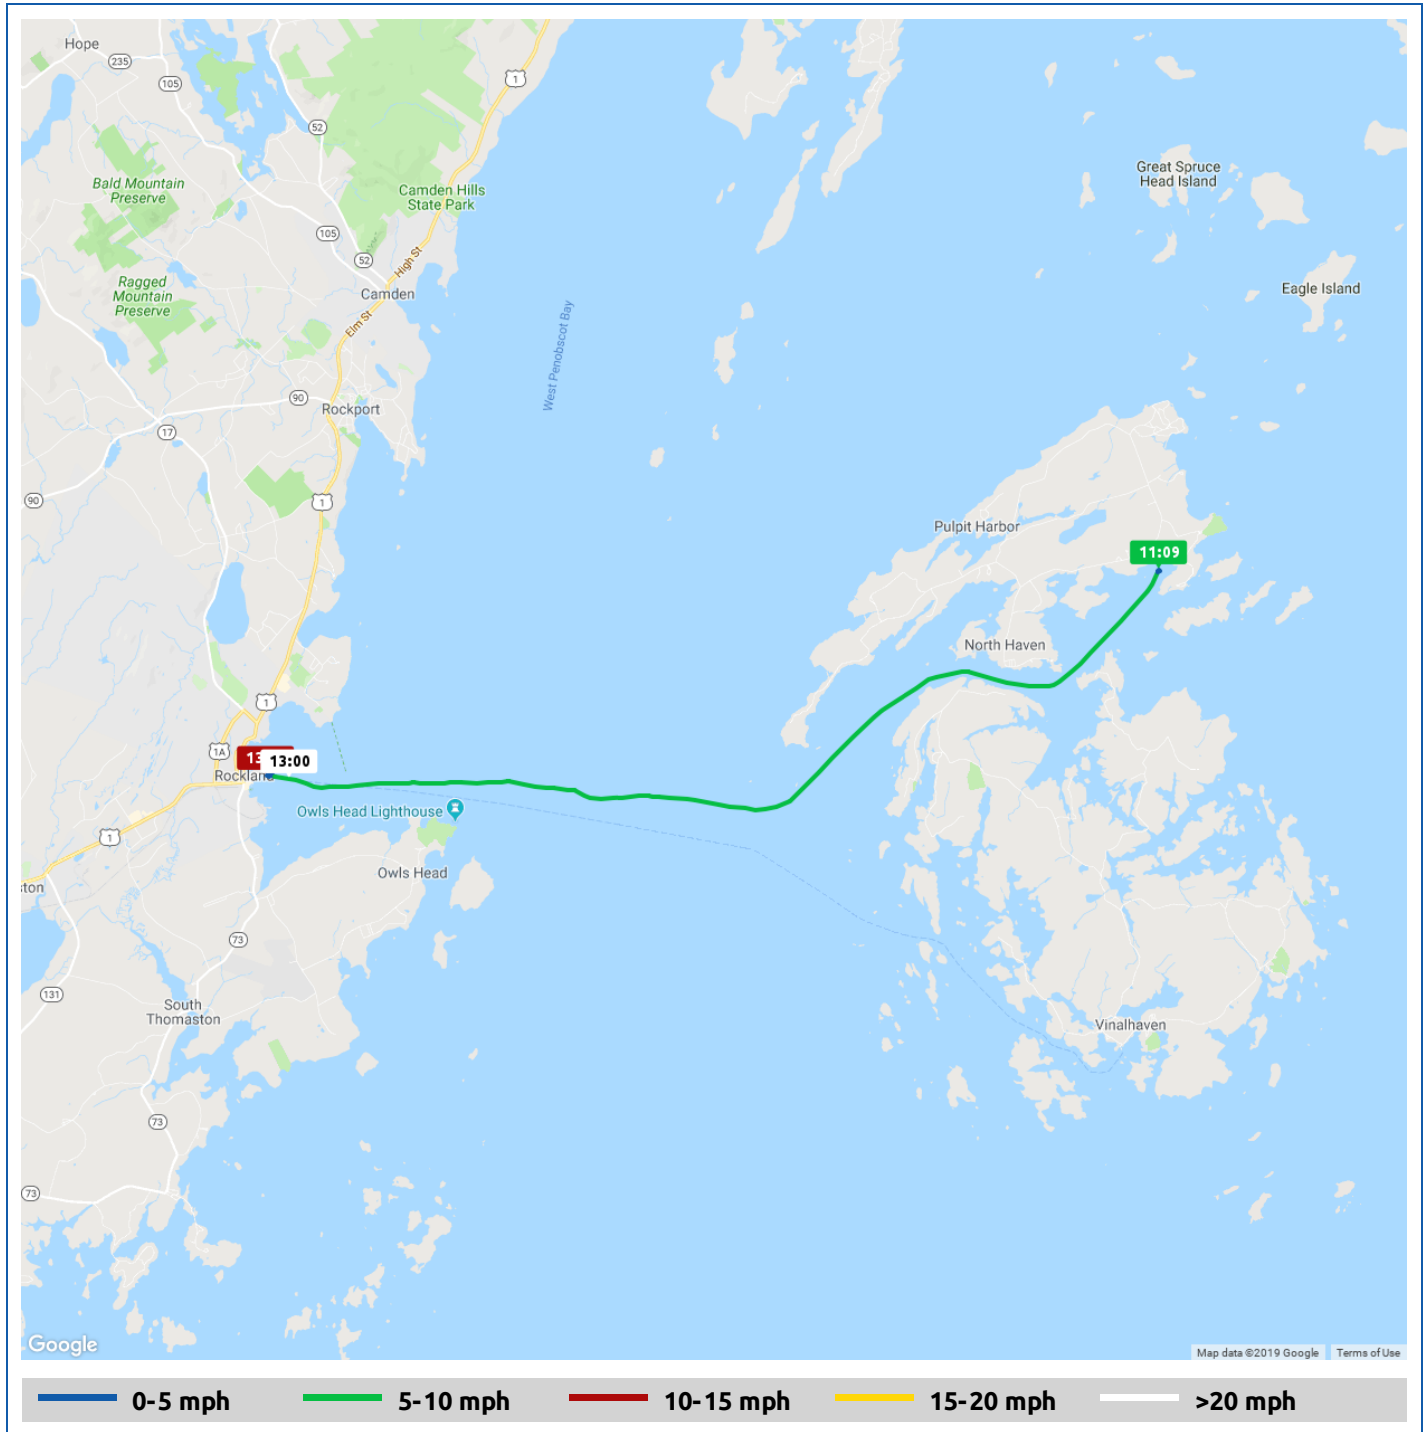 Hope
235
105
1
52
Bald Mountain
Preserve
Camden Hills
State Park
Great Spruce
Head Island
105
52
High St
Ragged
Mountain
Preserve
Camden
Eagle Island
Elm St
West Penobscot Bay
90
Rockport
17
90
1
Pulpit Harbor
11:09
North Haven
1
1A
13:00
Rockland
Owls Head Lighthouse
1
Owls Head
73
131
South
Thomaston
Vinalhaven
73
73
Google
Map data ©2019 Google
Terms of Use
0-5 mph
5-10 mph
10-15 mph
15-20 mph
>20 mph